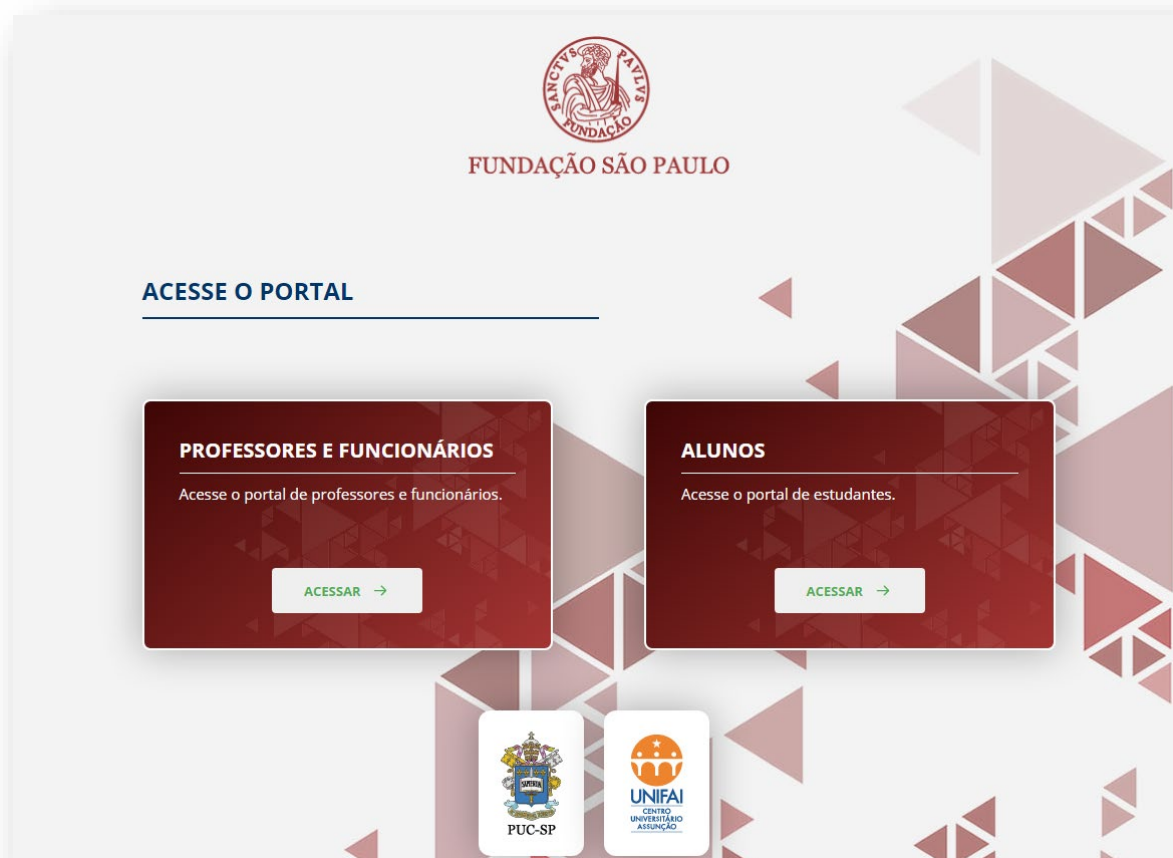 SANCTVS PAVLVS
FUNDAÇÃO
FUNDAÇÃO SÃO PAULO
ACESSE O PORTAL
PROFESSORES E FUNCIONÁRIOS
Acesse o portal de professores e funcionários.
ACESSAR →
ALUNOS
Acesse o portal de estudantes.
ACESSAR →
PUC-SP
UNIFAI
CENTRO
UNIVERSITÁRIO
ASSUNÇÃO